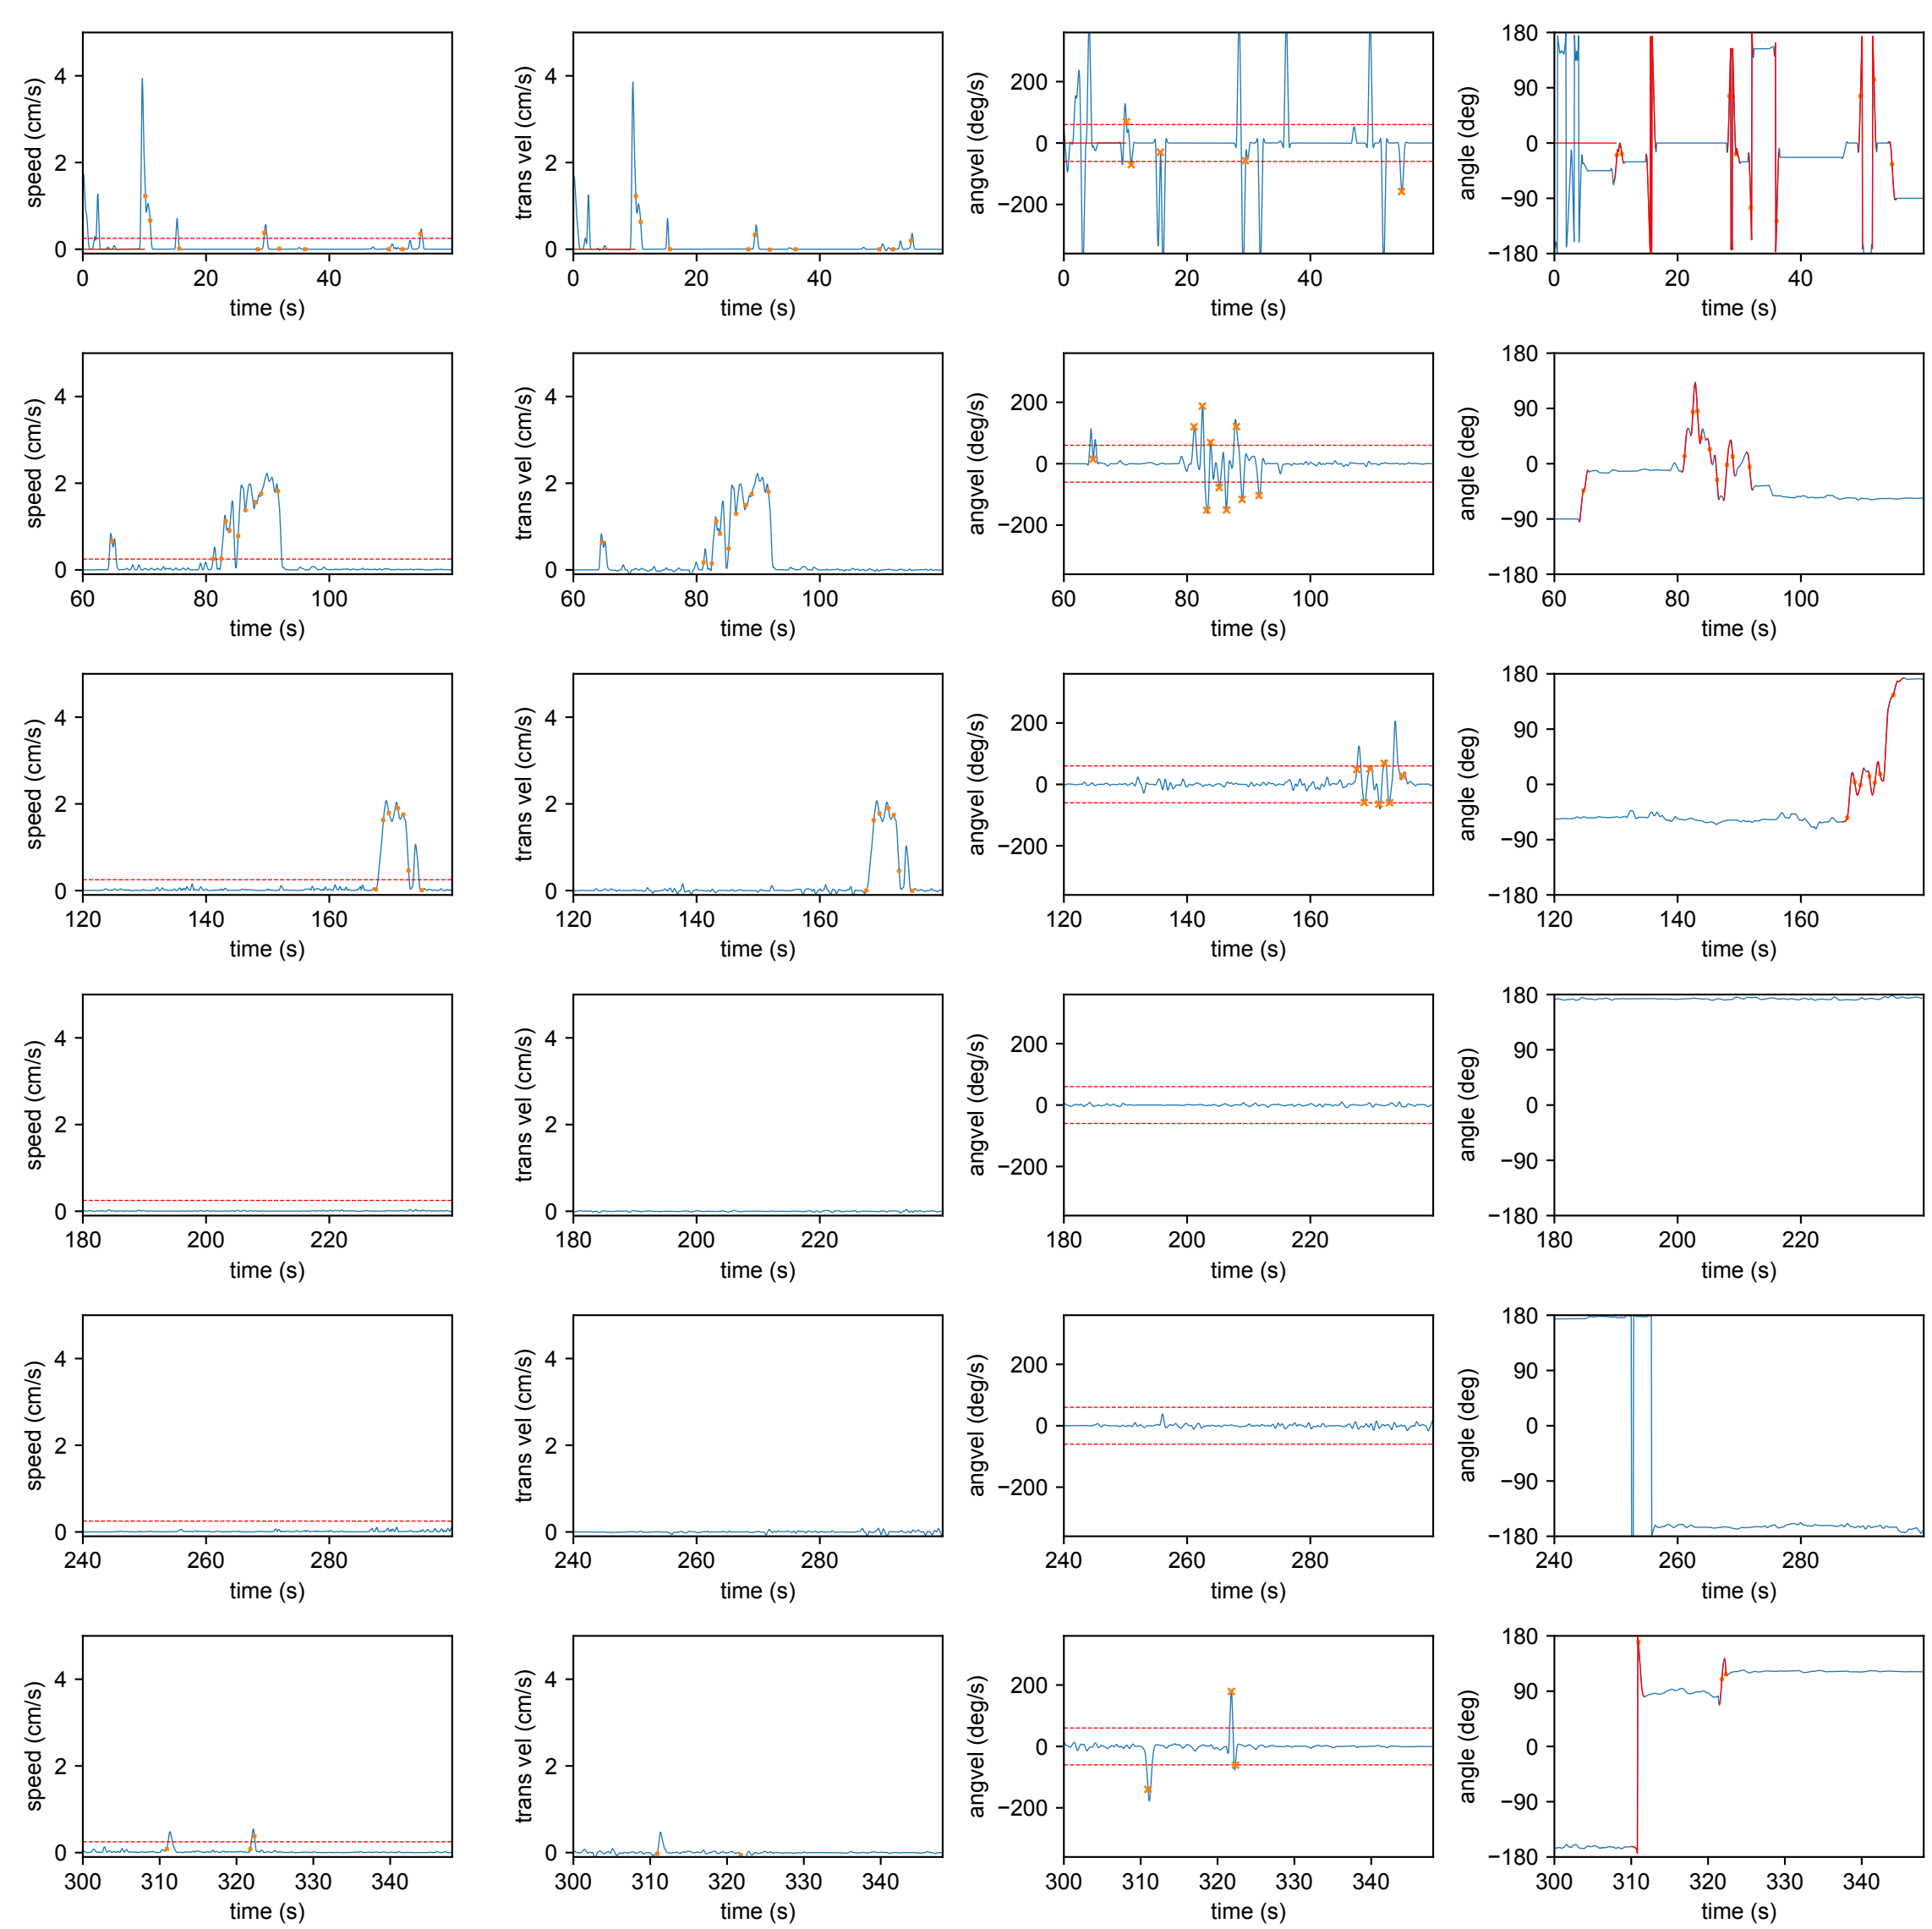 speed (cm/s)
4
2
0
0 20 40
time (s)
trans vel (cm/s)
4
2
0
0 20 40
time (s)
angvel (deg/s)
200
0
−200
0 20 40
time (s)
angle (deg)
180
90
0
−90
−180
0 20 40
time (s)
speed (cm/s)
4
2
0
60 80 100
time (s)
trans vel (cm/s)
4
2
0
60 80 100
time (s)
angvel (deg/s)
200
0
−200
60 80 100
time (s)
angle (deg)
180
90
0
−90
−180
60 80 100
time (s)
speed (cm/s)
4
2
0
120 140 160
time (s)
trans vel (cm/s)
4
2
0
120 140 160
time (s)
angvel (deg/s)
200
0
−200
120 140 160
time (s)
angle (deg)
180
90
0
−90
−180
120 140 160
time (s)
speed (cm/s)
4
2
0
180 200 220
time (s)
trans vel (cm/s)
4
2
0
180 200 220
time (s)
angvel (deg/s)
200
0
−200
180 200 220
time (s)
angle (deg)
180
90
0
−90
−180
180 200 220
time (s)
speed (cm/s)
4
2
0
240 260 280
time (s)
trans vel (cm/s)
4
2
0
240 260 280
time (s)
angvel (deg/s)
200
0
−200
240 260 280
time (s)
angle (deg)
180
90
0
−90
−180
240 260 280
time (s)
speed (cm/s)
4
2
0
300 310 320 330 340
time (s)
trans vel (cm/s)
4
2
0
300 310 320 330 340
time (s)
angvel (deg/s)
200
0
−200
300 310 320 330 340
time (s)
angle (deg)
180
90
0
−90
−180
300 310 320 330 340
time (s)